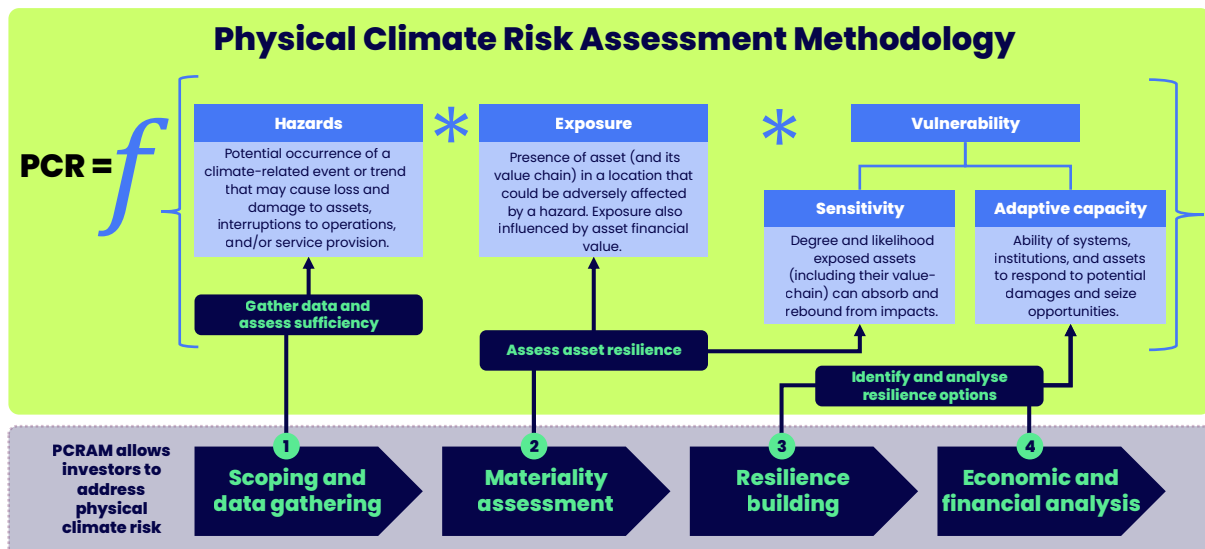 Physical Climate Risk Assessment Methodology
PCR = f
Hazards
Potential occurrence of a
climate-related event or trend
that may cause loss and
damage to assets,
interruptions to operations,
and/or service provision.
*
Exposure
Presence of asset (and its
value chain) in a location that
could be adversely affected
by a hazard. Exposure also
influenced by asset financial
value.
*
Vulnerability
Sensitivity
Degree and likelihood
exposed assets
(including their value-
chain) can absorb and
rebound from impacts.
Adaptive capacity
Ability of systems,
institutions, and assets
to respond to potential
damages and seize
opportunities.
Gather data and
assess sufficiency
Assess asset resilience
Identify and analyse
resilience options
PCRAM allows
investors to
address
physical
climate risk
1
Scoping and
data gathering
2
Materiality
assessment
3
Resilience
building
4
Economic and
financial analysis